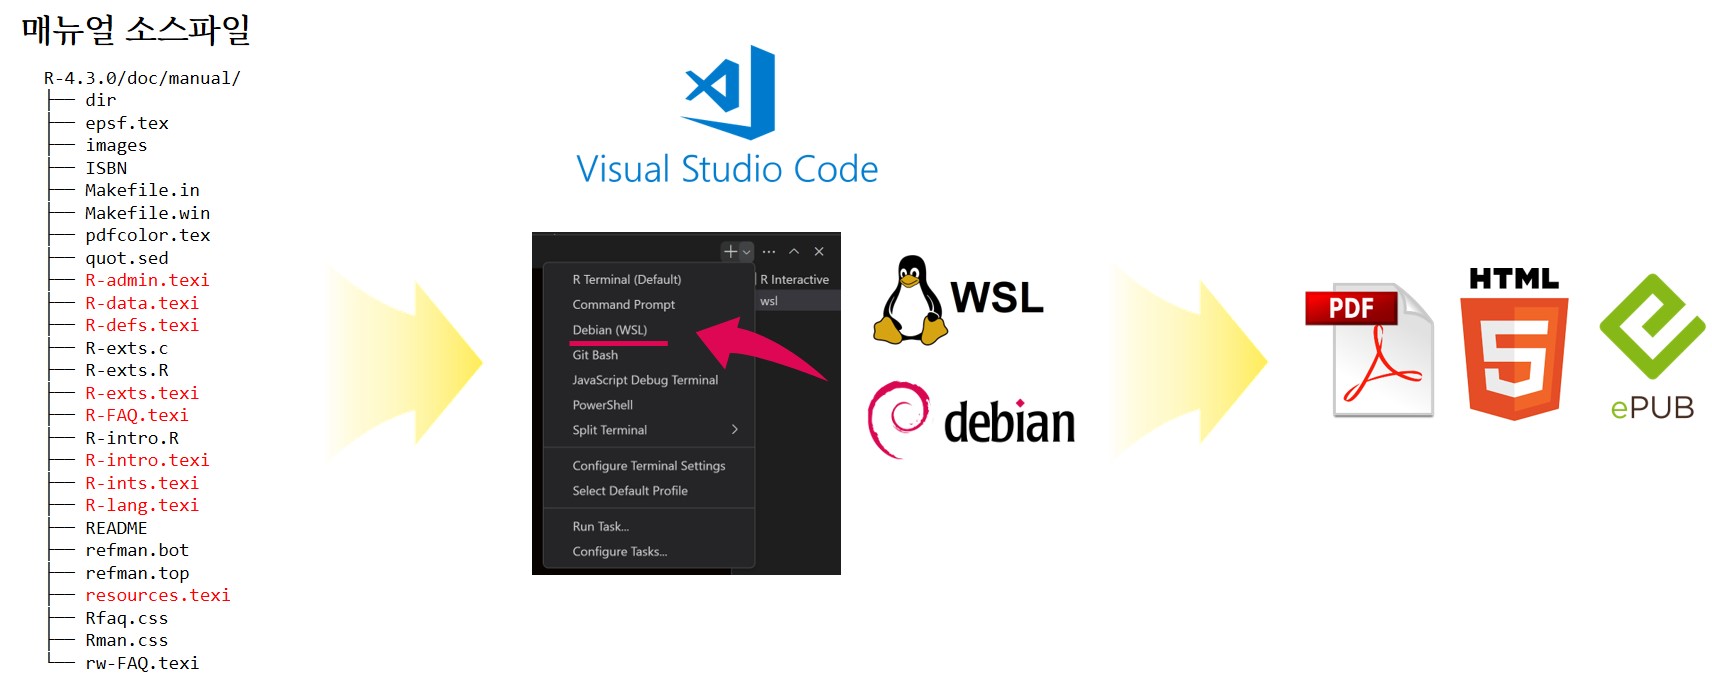 매뉴얼 소스파일
R-4.3.0/doc/manual/
├── dir
├── epsf.tex
├── images
├── ISBN
├── Makefile.in
├── Makefile.win
├── pdfcolor.tex
├── quot.sed
├── R-admin.texi
├── R-data.texi
├── R-defs.texi
├── R-exts.c
├── R-exts.R
├── R-exts.texi
├── R-FAQ.texi
├── R-intro.R
├── R-intro.texi
├── R-ints.texi
├── R-lang.texi
├── README
├── refman.bot
├── refman.top
├── resources.texi
├── Rfaq.css
├── Rman.css
└── rw-FAQ.texi
Visual Studio Code
R Terminal (Default)
Command Prompt
Debian (WSL)
Git Bash
JavaScript Debug Terminal
PowerShell
Split Terminal
Configure Terminal Settings
Select Default Profile
Run Task...
Configure Tasks...
R Interactive
wsl
WSL
debian
PDF
HTML
5
ePUB